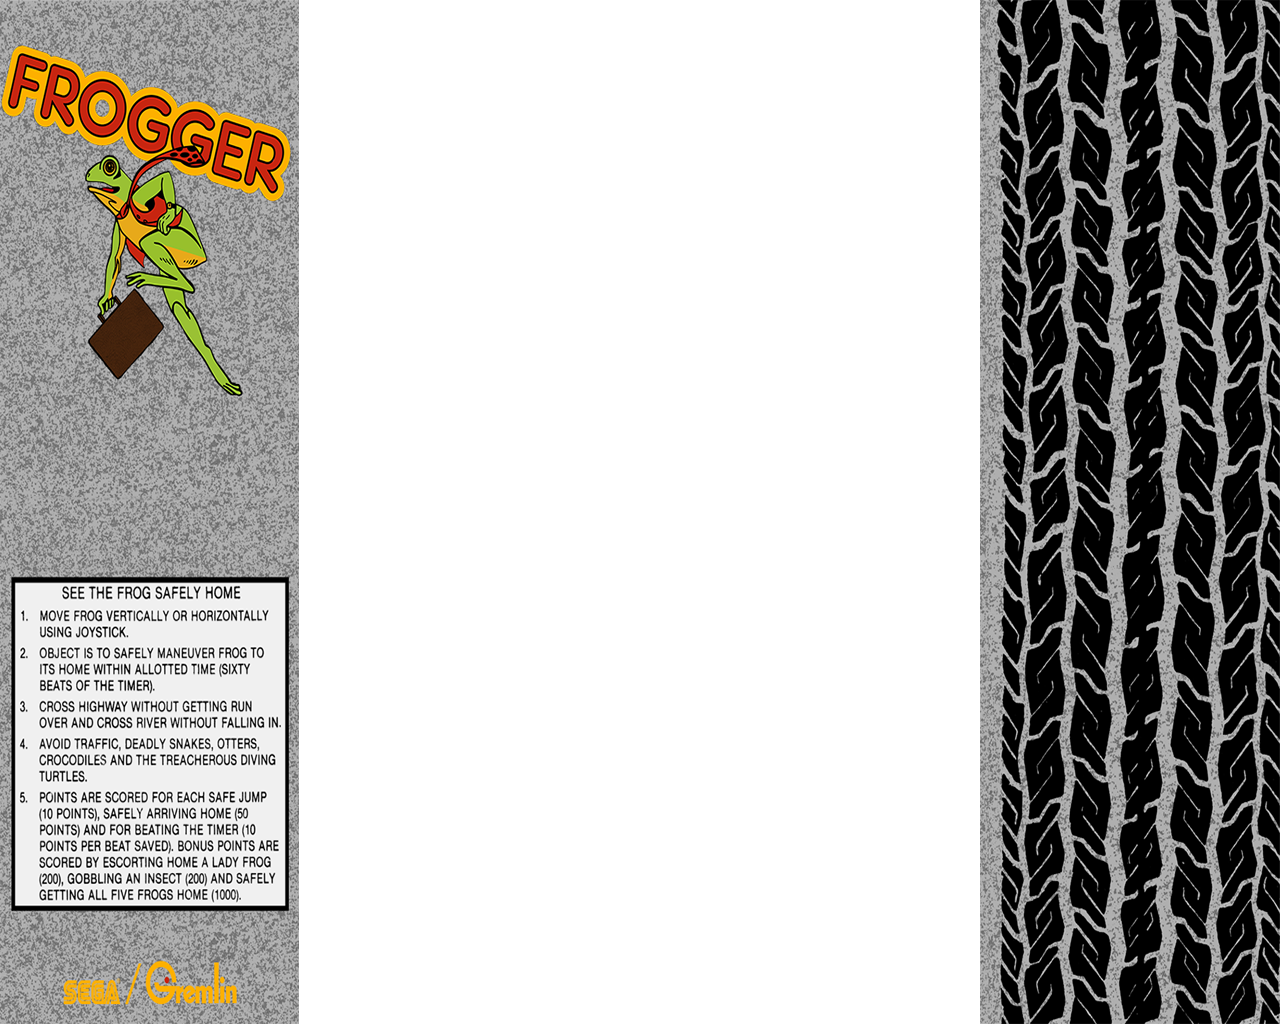 FROGGER
SEE THE FROG SAFELY HOME
1. MOVE FROG VERTICALLY OR HORIZONTALLY
USING JOYSTICK.
2. OBJECT IS TO SAFELY MANEUVER FROG TO
ITS HOME WITHIN ALLOTTED TIME (SIXTY
BEATS OF THE TIMER).
3. CROSS HIGHWAY WITHOUT GETTING RUN
OVER AND CROSS RIVER WITHOUT FALLING IN.
4. AVOID TRAFFIC, DEADLY SNAKES, OTTERS,
CROCODILES AND THE TREACHEROUS DIVING
TURTLES.
5. POINTS ARE SCORED FOR EACH SAFE JUMP
(10 POINTS), SAFELY ARRIVING HOME (50
POINTS) AND FOR BEATING THE TIMER (10
POINTS PER BEAT SAVED). BONUS POINTS ARE
SCORED BY ESCORTING HOME A LADY FROG
(200), GOBBLING AN INSECT (200) AND SAFELY
GETTING ALL FIVE FROGS HOME (1000).
SEGA / Gremlin